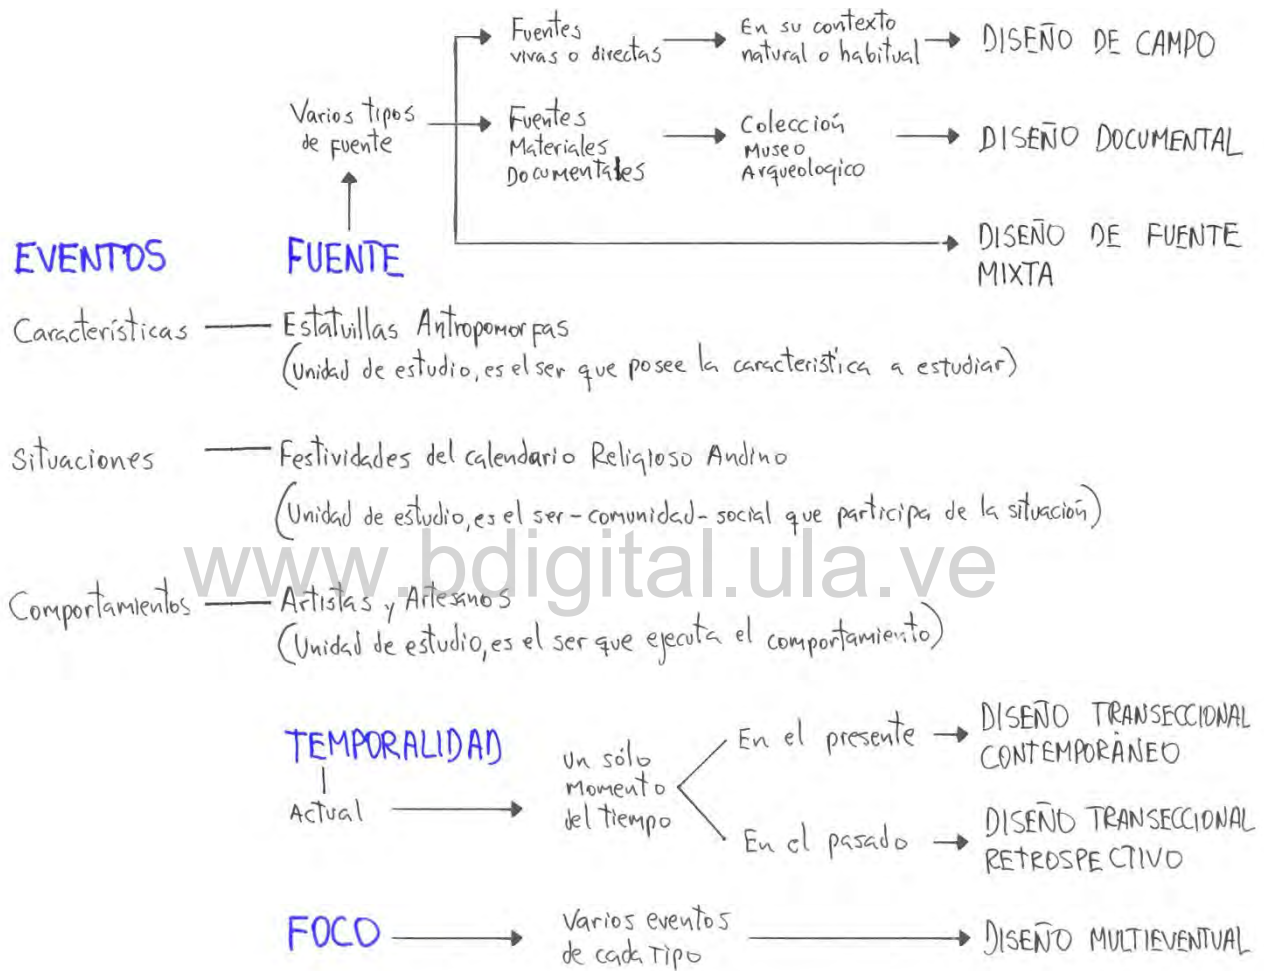 Fuentes
vivas o directas
En su contexto
natural o habitual
DISEÑO DE CAMPO
Varios tipos
de fuente
Fuentes
Materiales
Documentales
Colección
Museo
Arqueologico
DISEÑO DOCUMENTAL
DISEÑO DE FUENTE
MIXTA
EVENTOS
FUENTE
Características
Estatuillas Antropomorfas
(Unidad de estudio, es el ser que posee la caracteristica a estudiar)
Situaciones
Festividades del calendario Religioso Andino
(Unidad de estudio, es el ser-comunidad-social que participa de la situación)
www.bdigital.ula.ve
Comportamientos
Artistas y Artesanos
(Unidad de estudio, es el ser que ejecuta el comportamiento)
TEMPORALIDAD
Actual
Un sólo
Momento
del tiempo
En el presente
DISEÑO TRANSECCIONAL
CONTEMPORÁNEO
En el pasado
DISEÑO TRANSECCIONAL
RETROSPECTIVO
FOCO
Varios eventos
de cada tipo
DISEÑO MULTIEVENTUAL